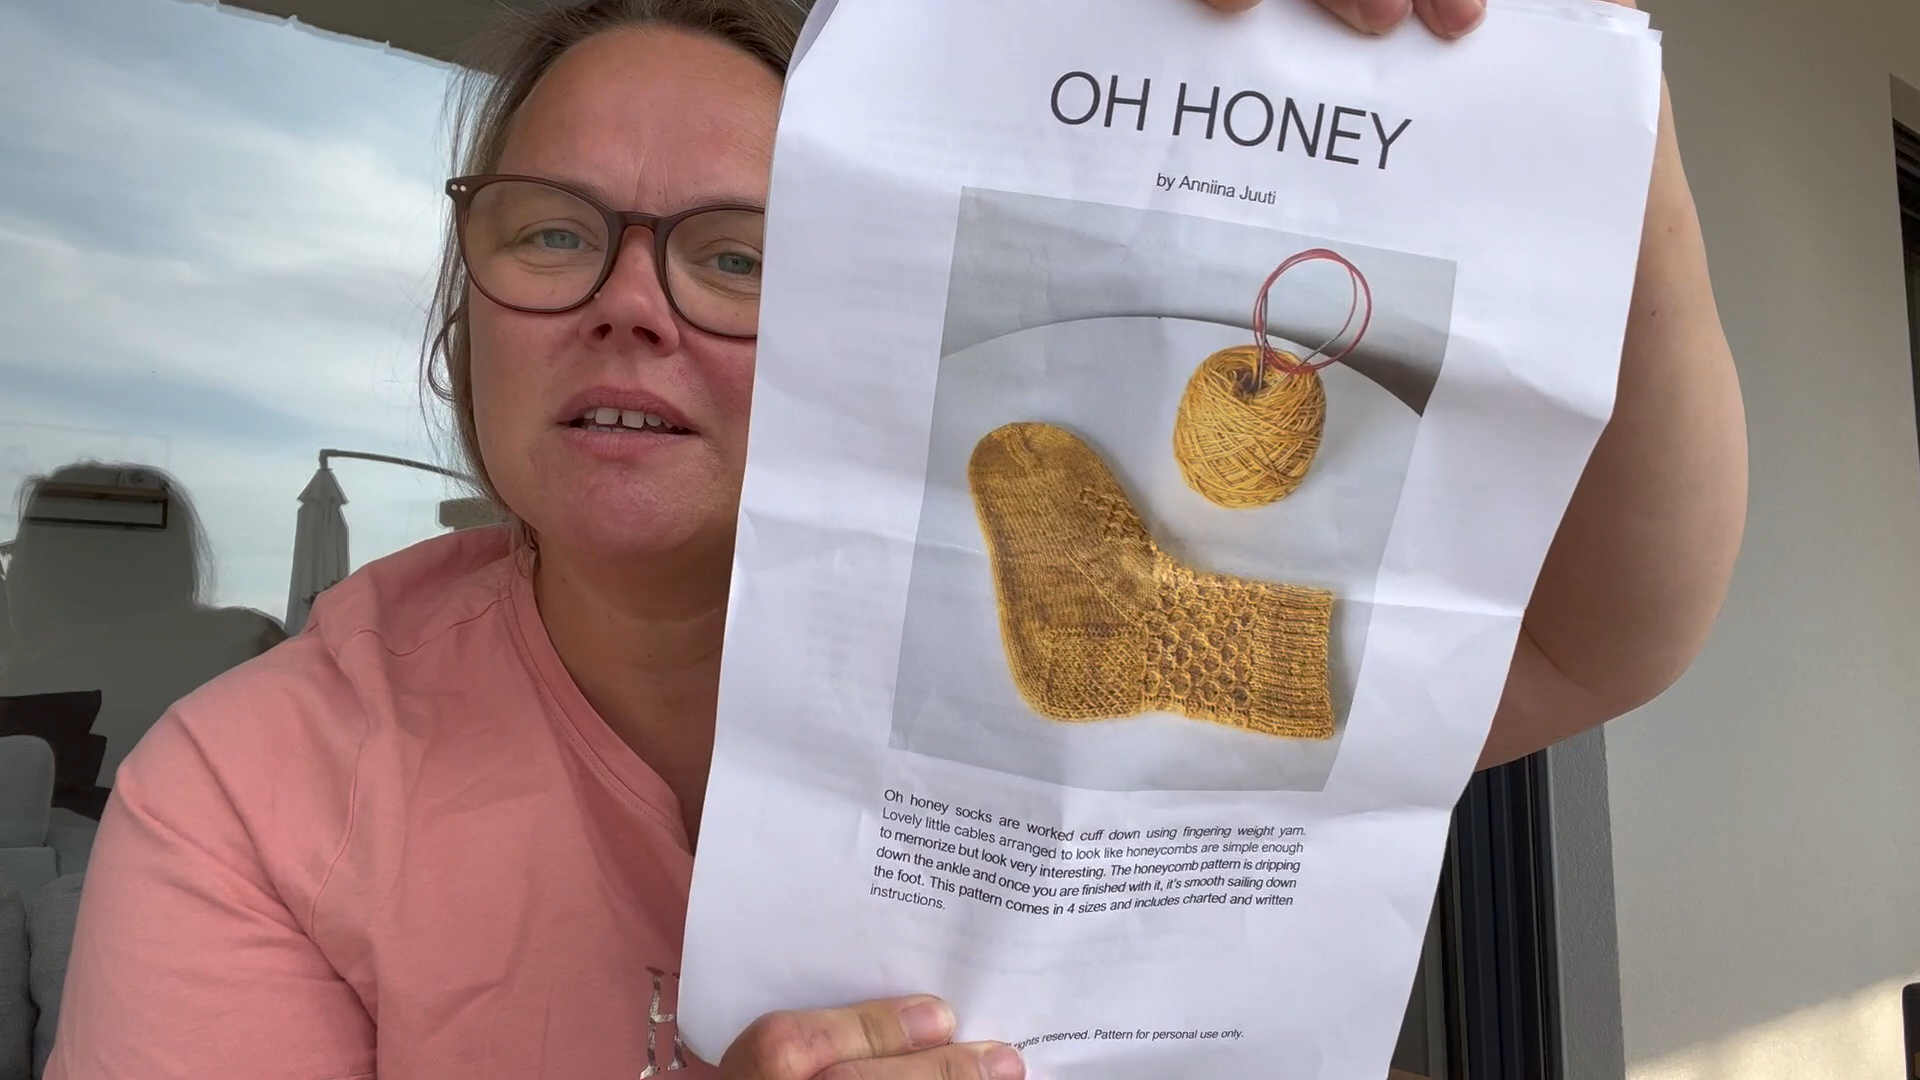 OH HONEY
by Anniina Juuti
Oh honey socks are worked cuff down using fingering weight yarn.
Lovely little cables arranged to look like honeycombs are simple enough
to memorize but look very interesting. The honeycomb pattern is dripping
down the ankle and once you are finished with it, it's smooth sailing down
the foot. This pattern comes in 4 sizes and includes charted and written
instructions.
rights reserved. Pattern for personal use only.